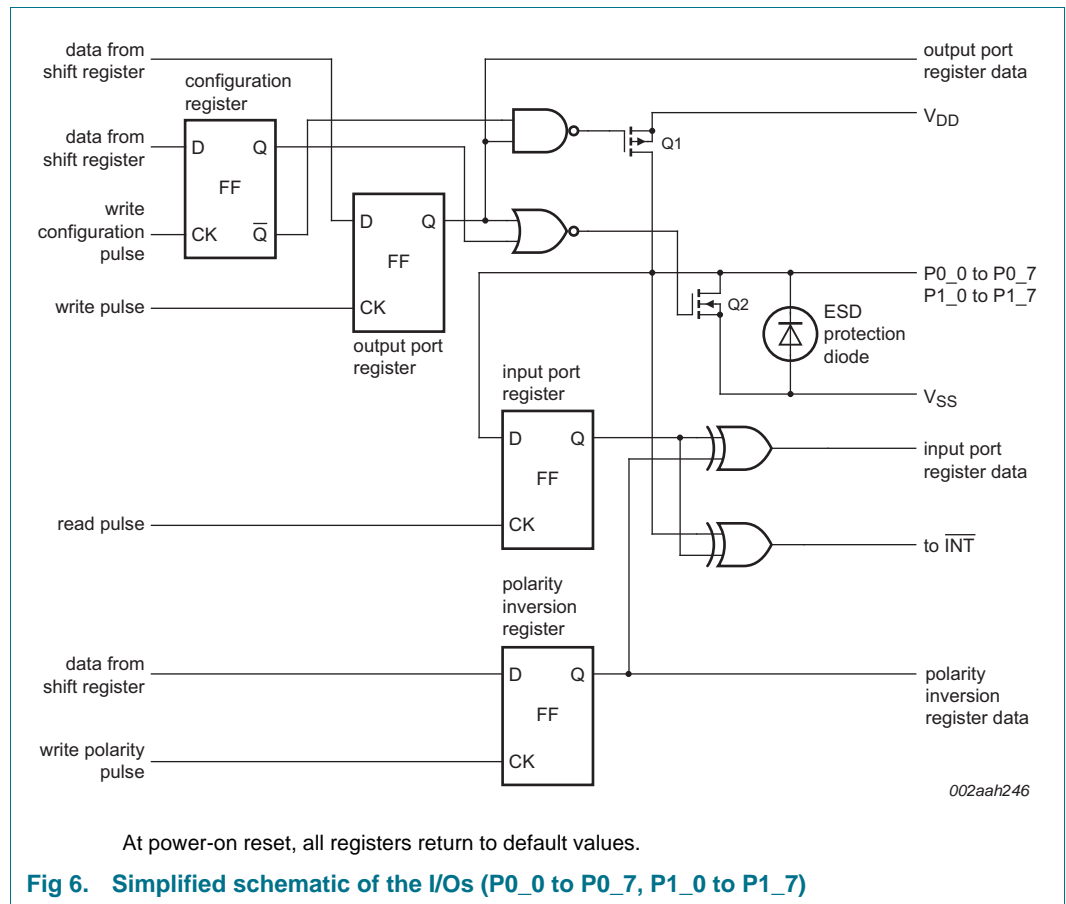 data from
shift register
output port
register data
configuration
register
V_DD
Q1
data from
shift register
D
Q
FF
write
configuration
pulse
CK
Q̅
D
Q
FF
P0_0 to P0_7
P1_0 to P1_7
Q2
ESD
protection
diode
write pulse
CK
output port
register
input port
register
V_SS
D
Q
FF
input port
register data
read pulse
CK
to I̅N̅T̅
polarity
inversion
register
data from
shift register
D
Q
FF
polarity
inversion
register data
write polarity
pulse
CK
002aah246
At power-on reset, all registers return to default values.
Fig 6. Simplified schematic of the I/Os (P0_0 to P0_7, P1_0 to P1_7)